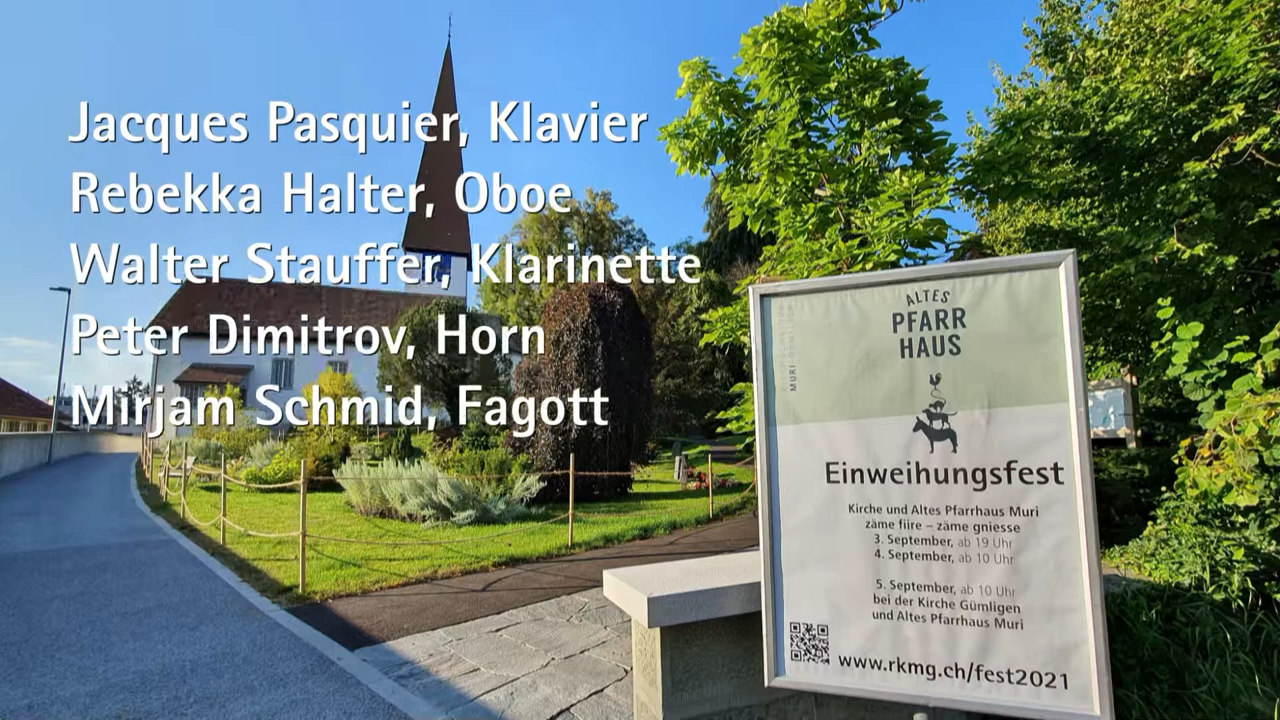 Jacques Pasquier, Klavier
Rebekka Halter, Oboe
Walter Stauffer, Klarinette
Peter Dimitrov, Horn
Mirjam Schmid, Fagott
ALTES
PFARR
HAUS
MURI
Einweihungsfest
Kirche und Altes Pfarrhaus Muri
zäme fiire – zäme gniesse
3. September, ab 19 Uhr
4. September, ab 10 Uhr
5. September, ab 10 Uhr
bei der Kirche Gümligen
und Altes Pfarrhaus Muri
www.rkmg.ch/fest2021